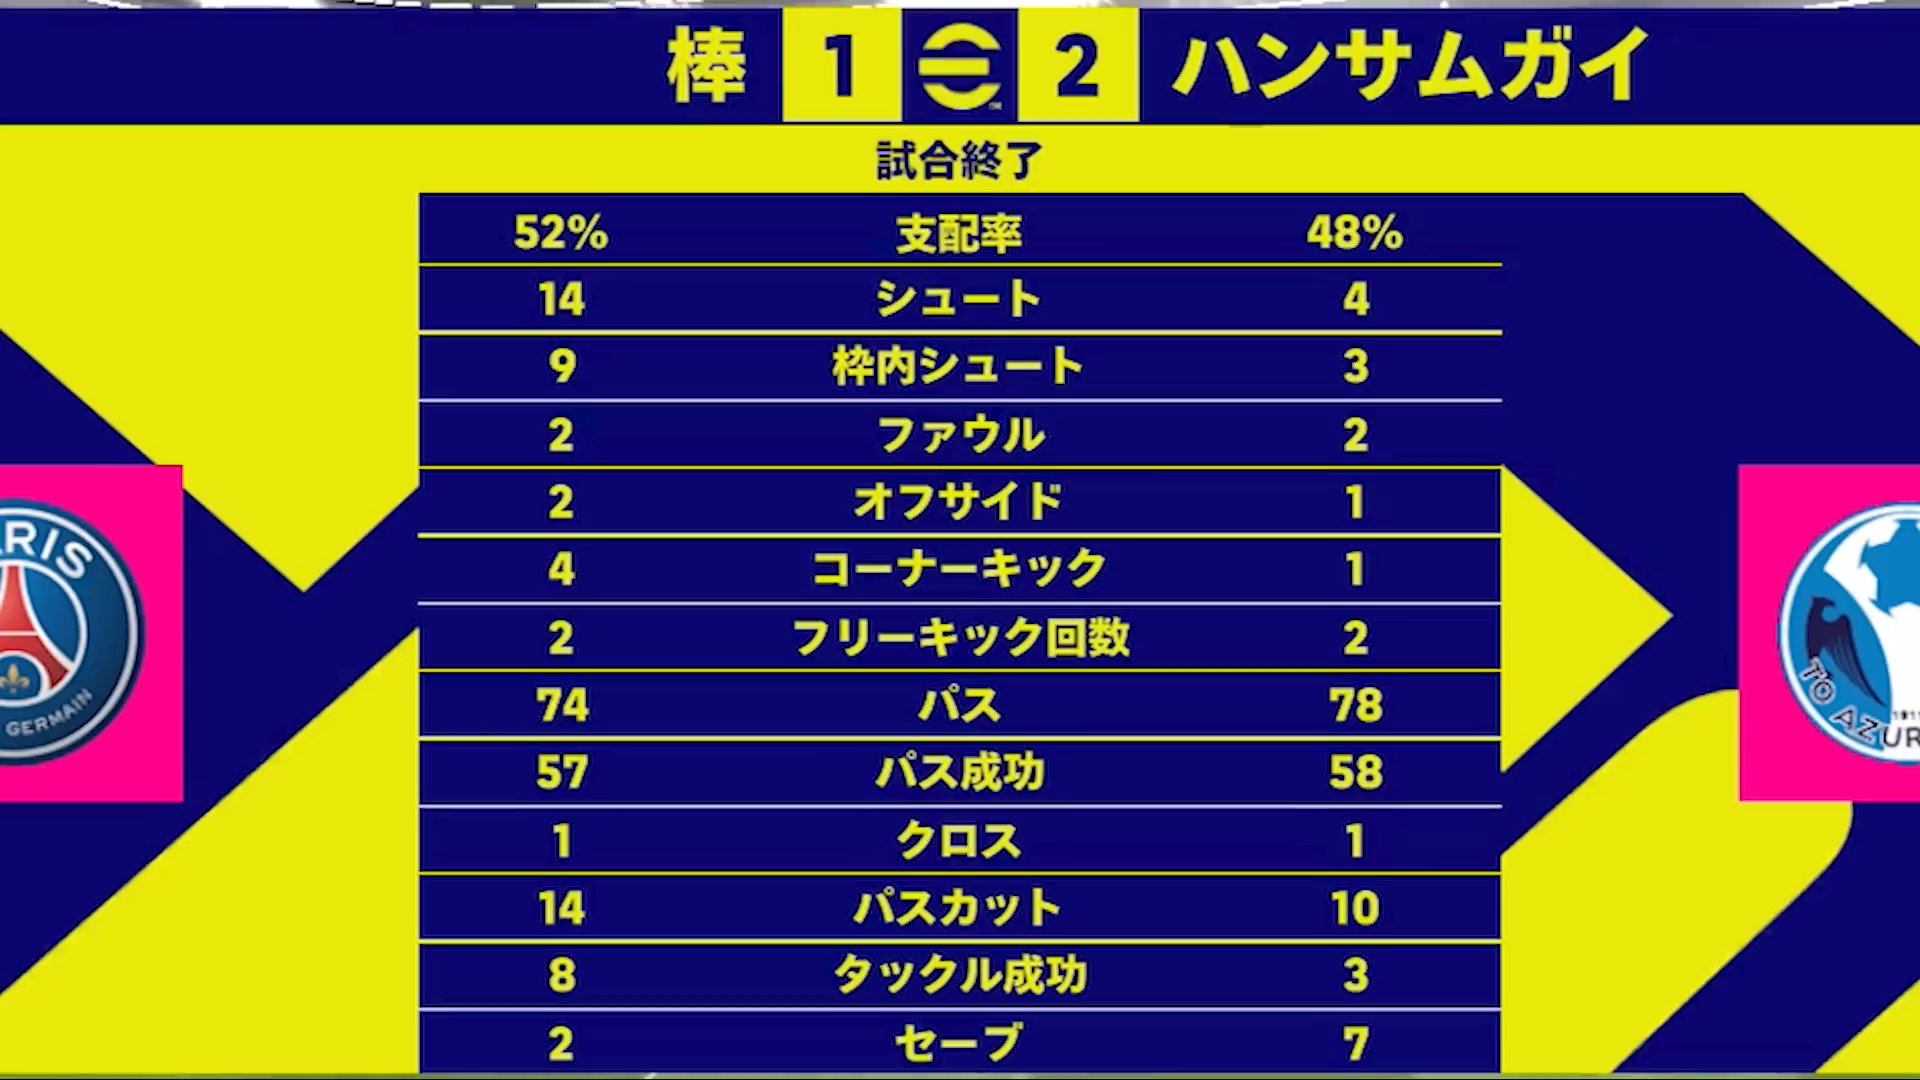 棒 1 2 ハンサムガイ
試合終了
52% 支配率 48%
14 シュート 4
9 枠内シュート 3
2 ファウル 2
2 オフサイド 1
4 コーナーキック 1
2 フリーキック回数 2
74 パス 78
57 パス成功 58
1 クロス 1
14 パスカット 10
8 タックル成功 3
2 セーブ 7
RIS
GERMAIN
TO AZUR
1911